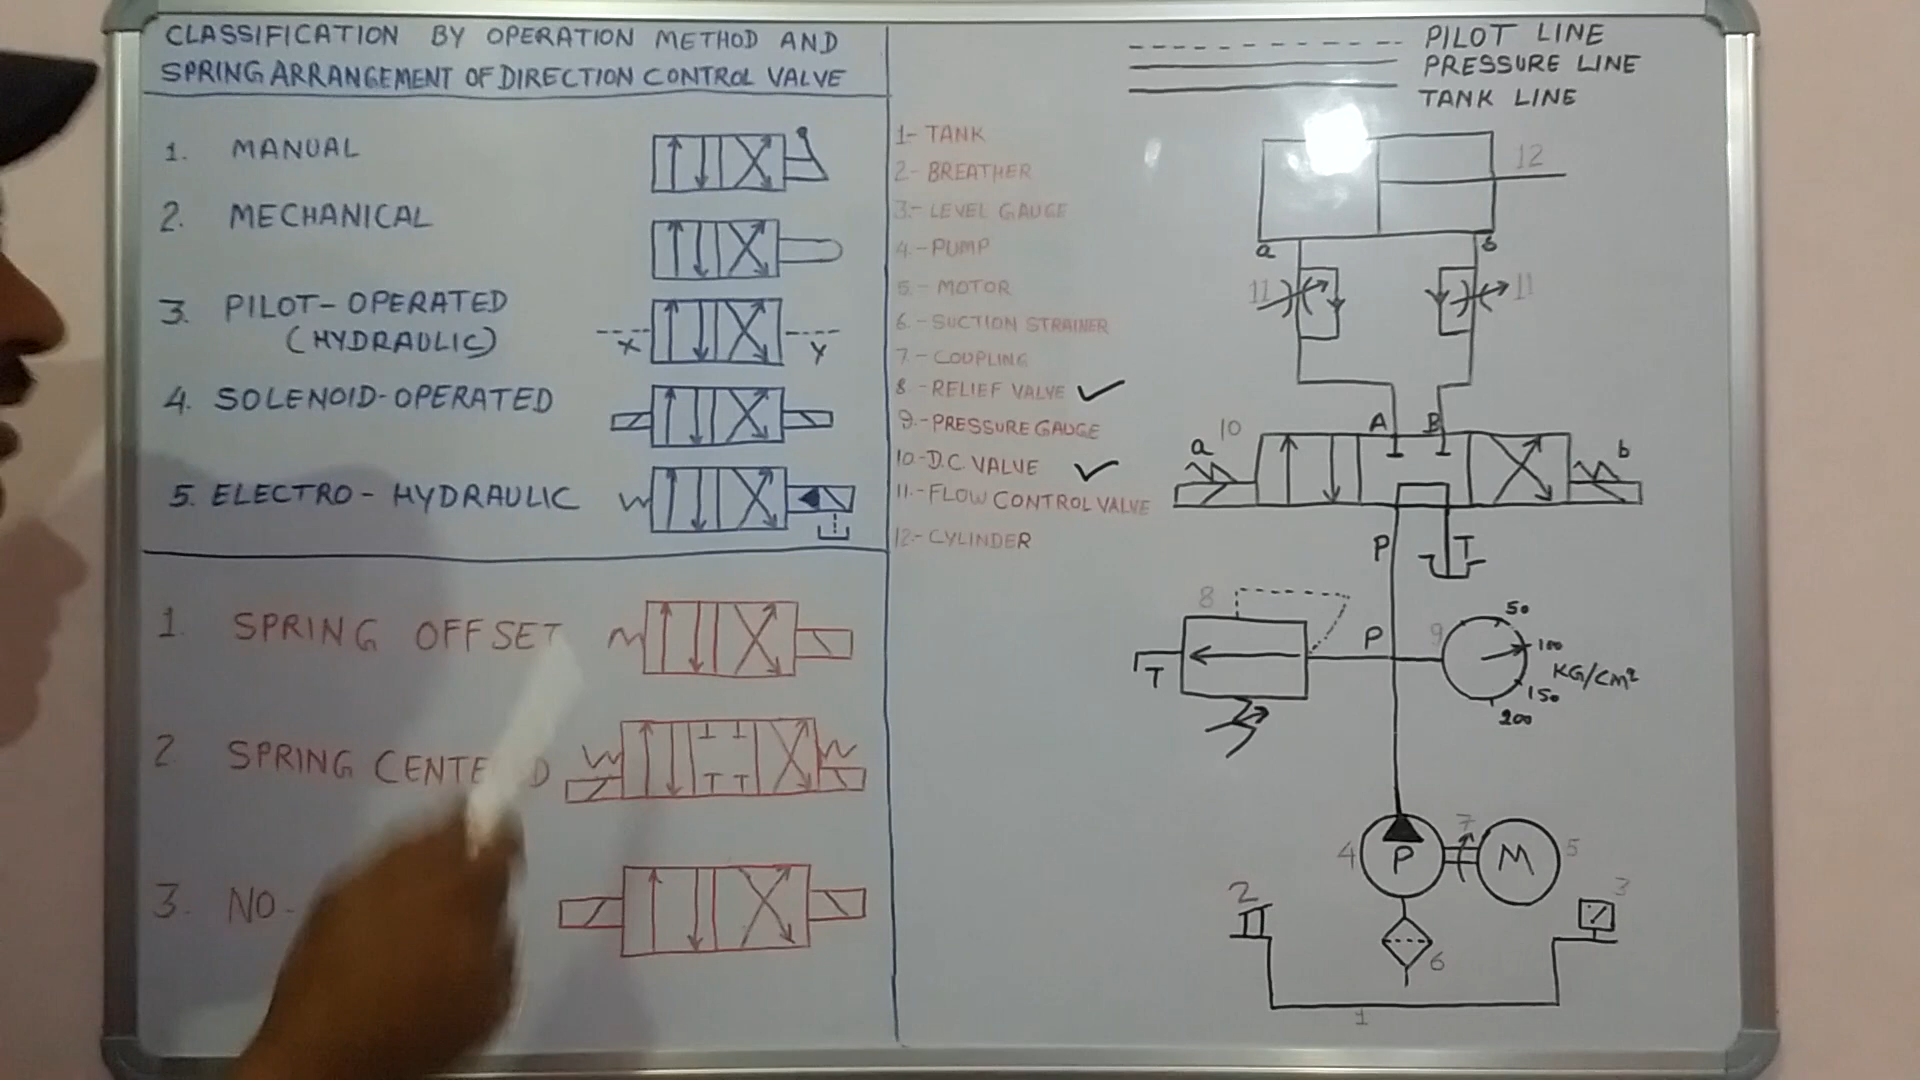 CLASSIFICATION BY OPERATION METHOD AND
SPRING ARRANGEMENT OF DIRECTION CONTROL VALVE
1. MANUAL
2. MECHANICAL
3. PILOT-OPERATED
(HYDRAULIC)
X
Y
4. SOLENOID-OPERATED
5. ELECTRO-HYDRAULIC
1. SPRING OFFSET
2 SPRING CENTE D
3. NO-
1- TANK
2- BREATHER
3- LEVEL GAUGE
4- PUMP
5- MOTOR
6- SUCTION STRAINER
7- COUPLING
8- RELIEF VALVE ✓
9- PRESSURE GAUGE
10- D.C VALVE ✓
11- FLOW CONTROL VALVE
12- CYLINDER
PILOT LINE
PRESSURE LINE
TANK LINE
12
a
b
11
11
A B
10
a
b
P
T
8
P
9
T
50
100
KG/CM²
150
200
4
P
7
M
5
2
3
6
1